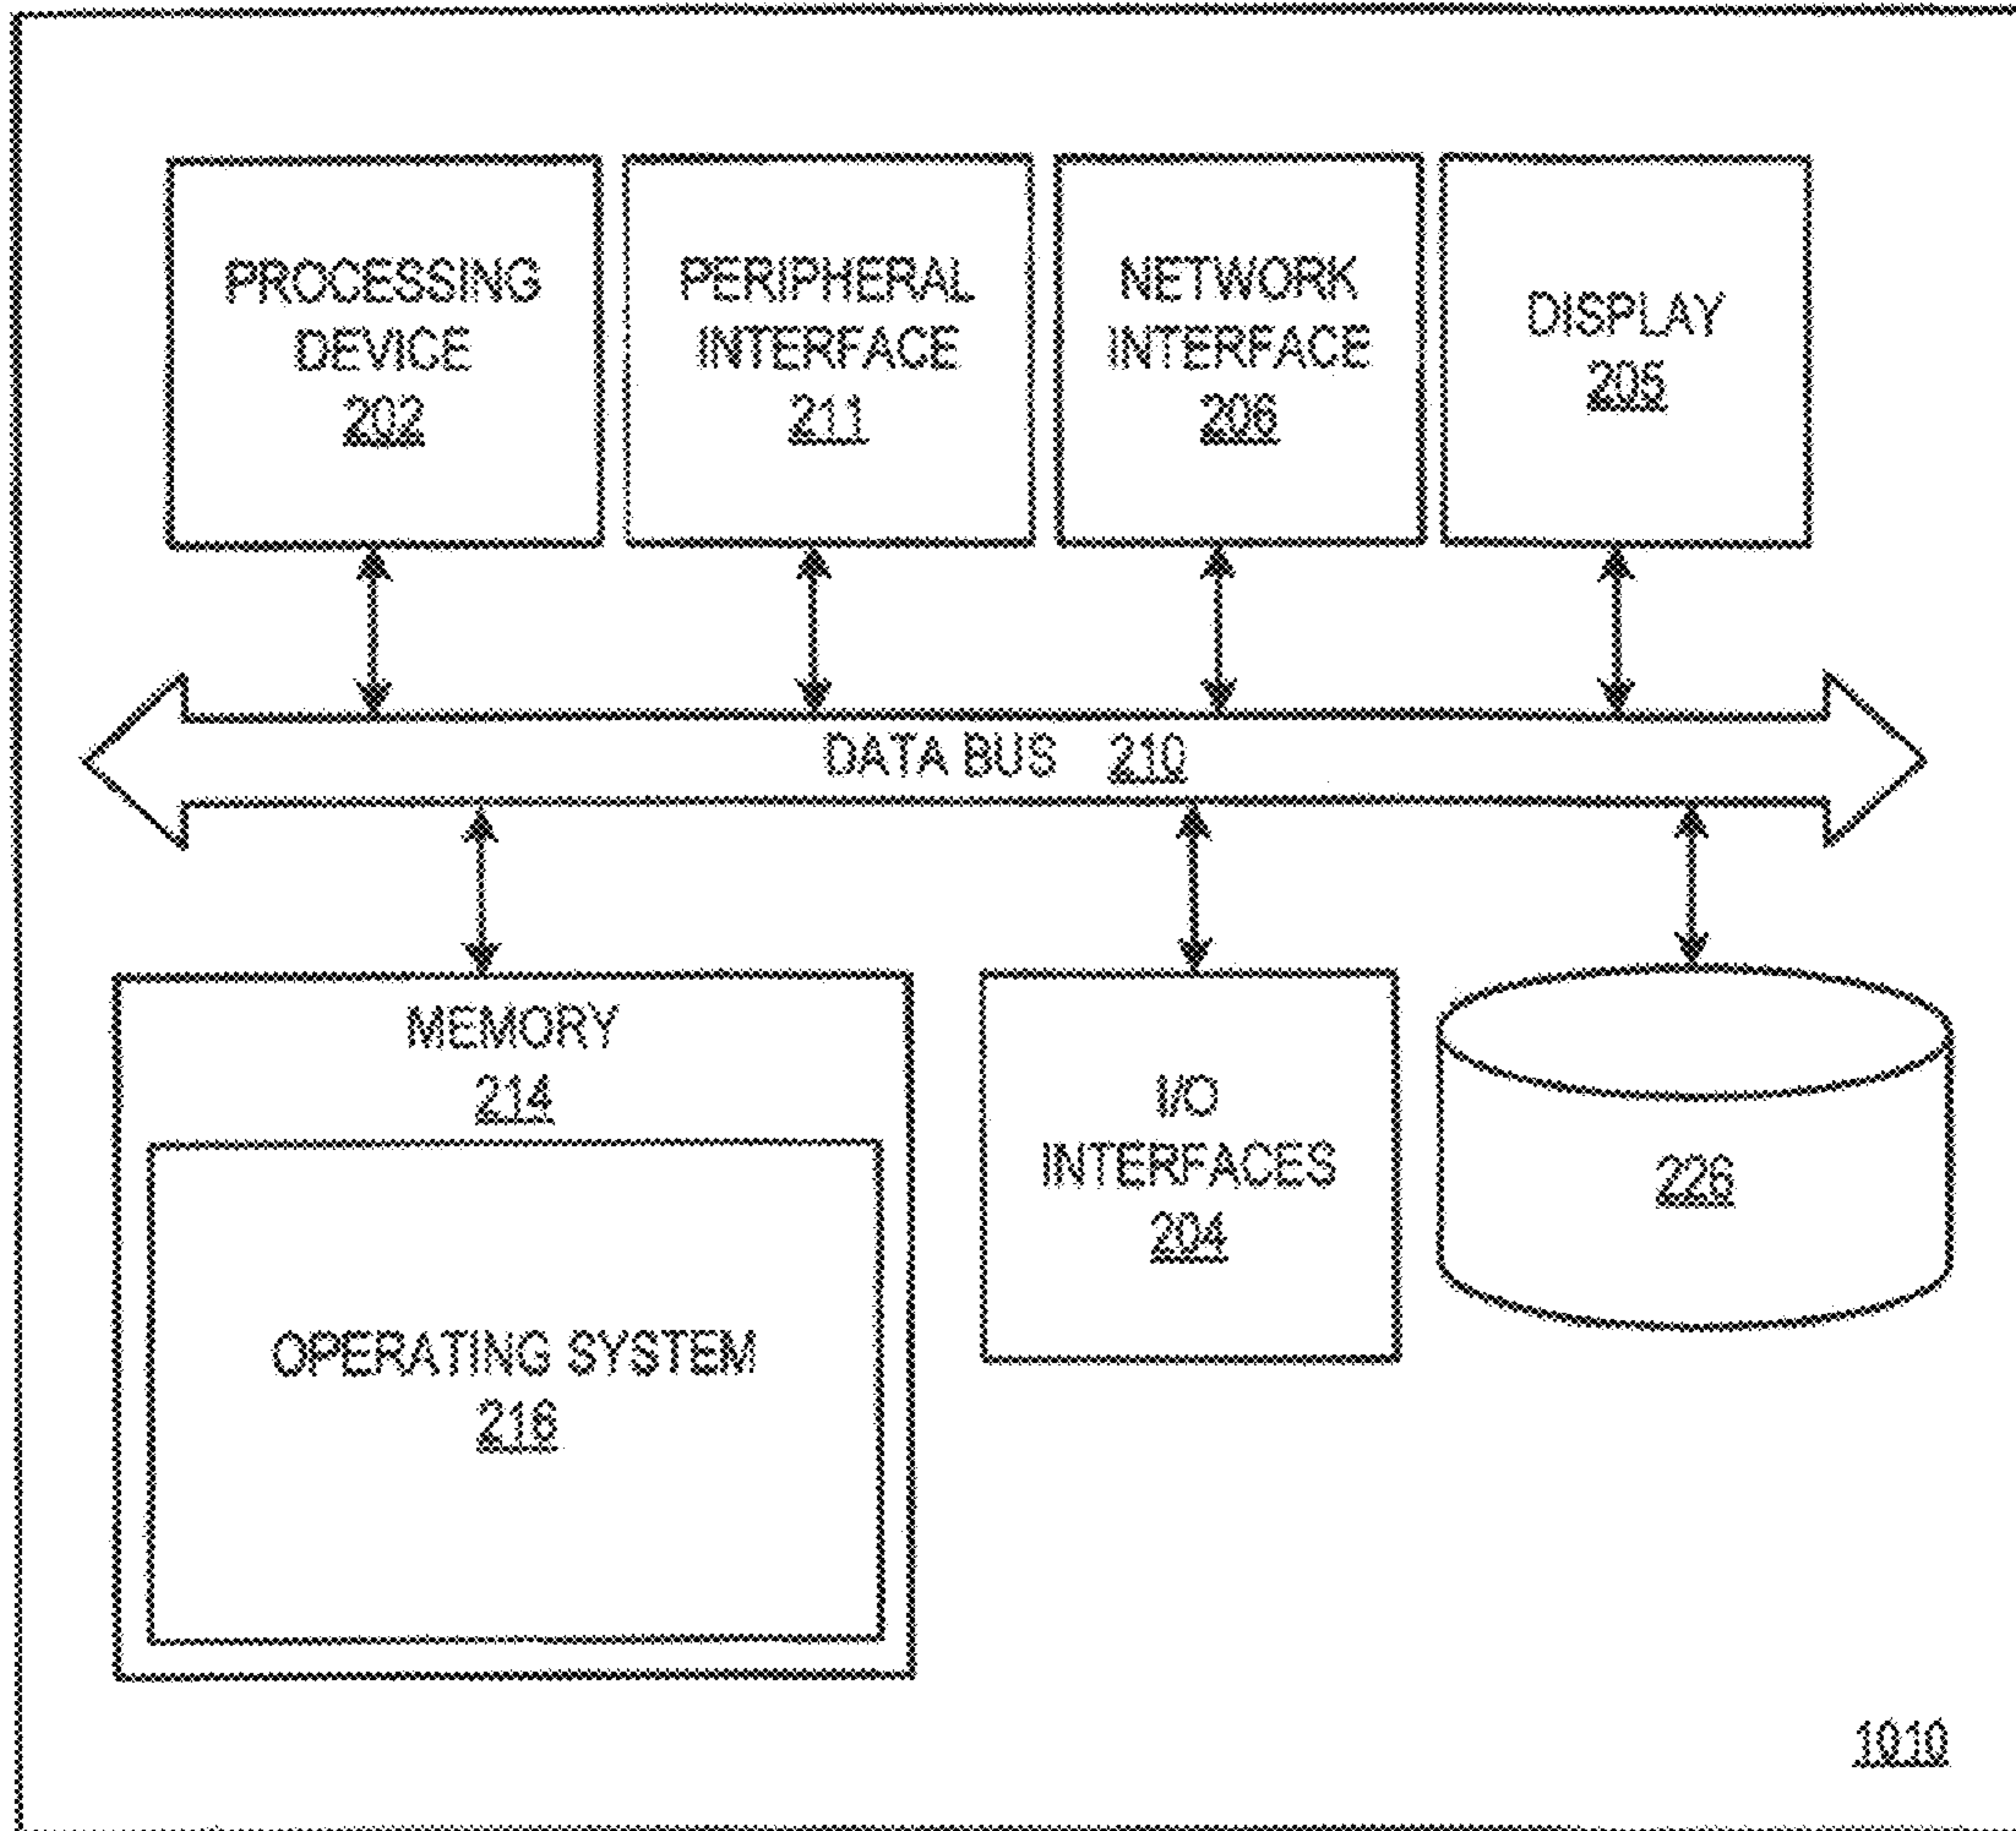 PROCESSING
DEVICE
202
PERIPHERAL
INTERFACE
211
NETWORK
INTERFACE
206
DISPLAY
205
DATA BUS 210
MEMORY
214
OPERATING SYSTEM
216
I/O
INTERFACES
204
226
1010